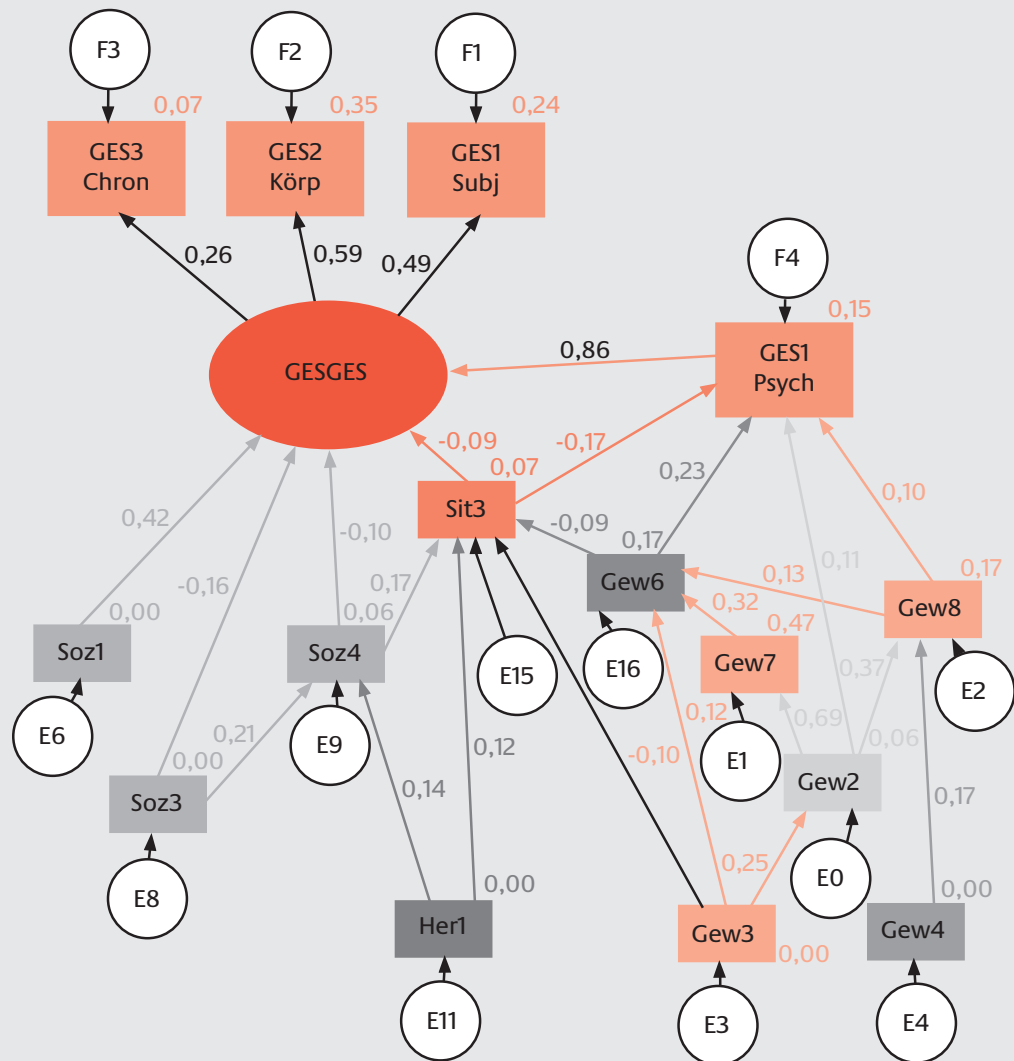 F3
F2
F1
0,07
0,35
0,24
GES3
Chron
GES2
Körp
GES1
Subj
0,26
0,59
0,49
F4
0,15
GES1
Psych
0,86
GESGES
-0,09
-0,17
0,07
0,42
-0,10
Sit3
-0,09
0,23
0,10
0,17
-0,16
0,17
0,11
0,13
0,17
0,00
0,06
Gew6
Gew8
Soz1
Soz4
0,32
0,47
E15
E16
Gew7
0,37
E2
E6
0,21
E9
0,12
0,12
0,69
0,06
0,00
-0,10
E1
Soz3
0,14
Gew2
0,17
E8
0,25
E0
0,00
0,00
Her1
Gew3
0,00
Gew4
E11
E3
E4